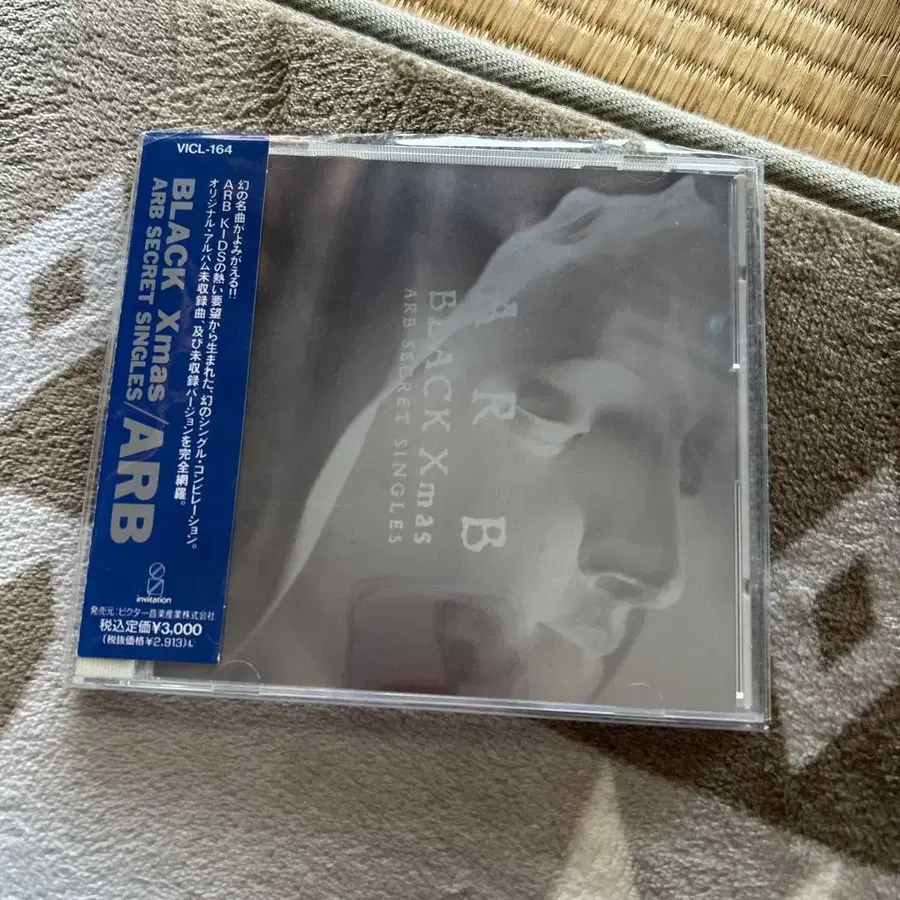 VICL-164
幻の名曲がよみがえる!!
ARB KIDSの熱い要望から生まれた、幻のシングル・コンピレーション。
オリジナル・アルバム未収録曲、及び未収録バージョンを完全網羅。
BLACK Xmas/ARB
ARB SECRET SINGLES
invitation
発売元:ビクター音楽産業株式会社
税込定価¥3,000
(税抜価格¥2,913)L
ARB
BLACK Xmas
ARB SECRET SINGLES